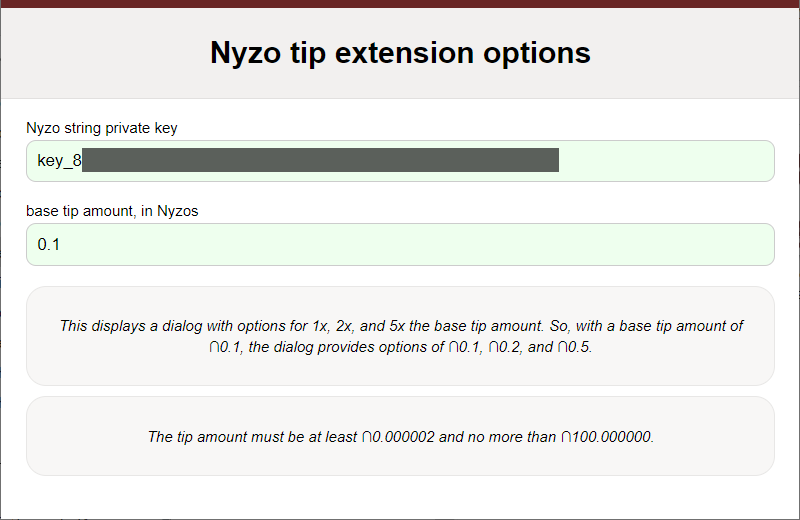 Nyzo tip extension options
Nyzo string private key
key_8
base tip amount, in Nyzos
0.1
This displays a dialog with options for 1x, 2x, and 5x the base tip amount. So, with a base tip amount of
∩0.1, the dialog provides options of ∩0.1, ∩0.2, and ∩0.5.
The tip amount must be at least ∩0.000002 and no more than ∩100.000000.